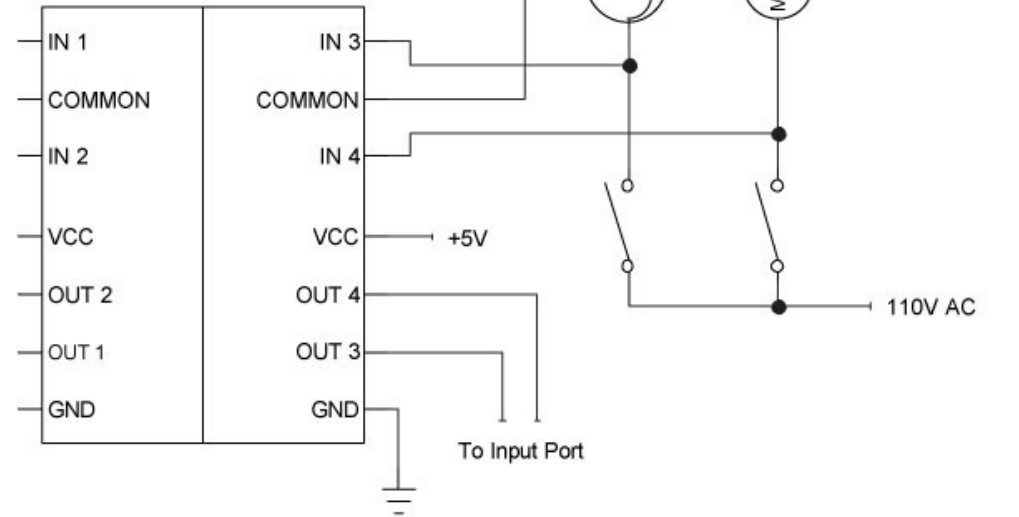 M
IN 1
IN 3
COMMON
COMMON
IN 2
IN 4
VCC
VCC
+5V
OUT 2
OUT 4
110V AC
OUT 1
OUT 3
GND
GND
To Input Port